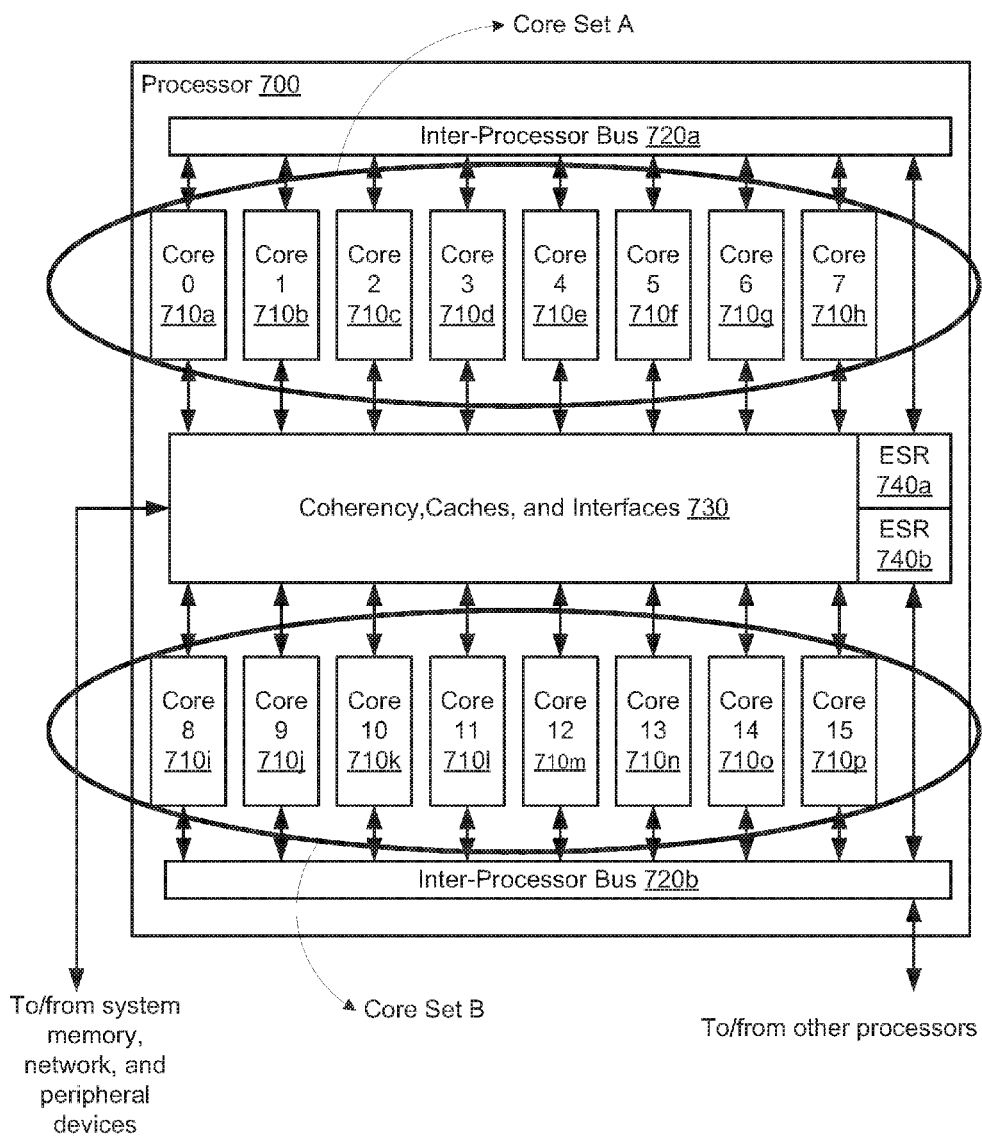 Core Set A
Processor 700
Inter-Processor Bus 720a
Core
0
710a
Core
1
710b
Core
2
710c
Core
3
710d
Core
4
710e
Core
5
710f
Core
6
710g
Core
7
710h
Coherency,Caches, and Interfaces 730
ESR
740a
ESR
740b
Core
8
710i
Core
9
710j
Core
10
710k
Core
11
710l
Core
12
710m
Core
13
710n
Core
14
710o
Core
15
710p
Inter-Processor Bus 720b
To/from system
memory,
network, and
peripheral
devices
Core Set B
To/from other processors